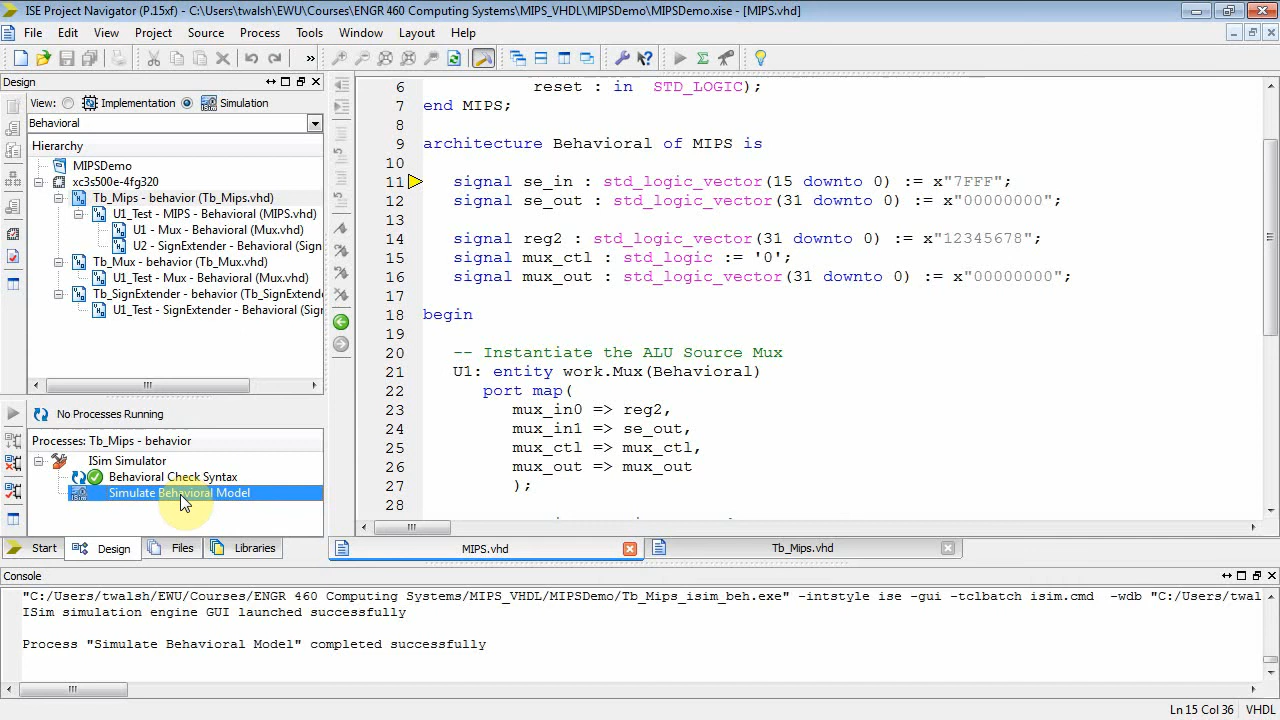 ISE Project Navigator (P.15xf) - C:\Users\twalsh\EWU\Courses\ENGR 460 Computing Systems\MIPS_VHDL\MIPSDemo\MIPSDemo.xise - [MIPS.vhd]
File Edit View Project Source Process Tools Window Layout Help
»
Design
View: Implementation Simulation
Behavioral
Hierarchy
MIPSDemo
xc3s500e-4fg320
Tb_Mips - behavior (Tb_Mips.vhd)
U1_Test - MIPS - Behavioral (MIPS.vhd)
U1 - Mux - Behavioral (Mux.vhd)
U2 - SignExtender - Behavioral (Sign
Tb_Mux - behavior (Tb_Mux.vhd)
U1_Test - Mux - Behavioral (Mux.vhd)
Tb_SignExtender - behavior (Tb_SignExtende
U1_Test - SignExtender - Behavioral (Sig
No Processes Running
Processes: Tb_Mips - behavior
ISim Simulator
Behavioral Check Syntax
Simulate Behavioral Model
Start Design Files Libraries
6 reset : in STD_LOGIC);
7 end MIPS;
8
9 architecture Behavioral of MIPS is
10
11 signal se_in : std_logic_vector(15 downto 0) := x"7FFF";
12 signal se_out : std_logic_vector(31 downto 0) := x"00000000";
13
14 signal reg2 : std_logic_vector(31 downto 0) := x"12345678";
15 signal mux_ctl : std_logic := '0';
16 signal mux_out : std_logic_vector(31 downto 0) := x"00000000";
17
18 begin
19
20 -- Instantiate the ALU Source Mux
21 U1: entity work.Mux(Behavioral)
22 port map(
23 mux_in0 => reg2,
24 mux_in1 => se_out,
25 mux_ctl => mux_ctl,
26 mux_out => mux_out
27 );
28
MIPS.vhd Tb_Mips.vhd
Console
"C:/Users/twalsh/EWU/Courses/ENGR 460 Computing Systems/MIPS_VHDL/MIPSDemo/Tb_Mips_isim_beh.exe" -intstyle ise -gui -tclbatch isim.cmd -wdb "C:/Users/twal
ISim simulation engine GUI launched successfully
Process "Simulate Behavioral Model" completed successfully
Ln 15 Col 36 VHDL